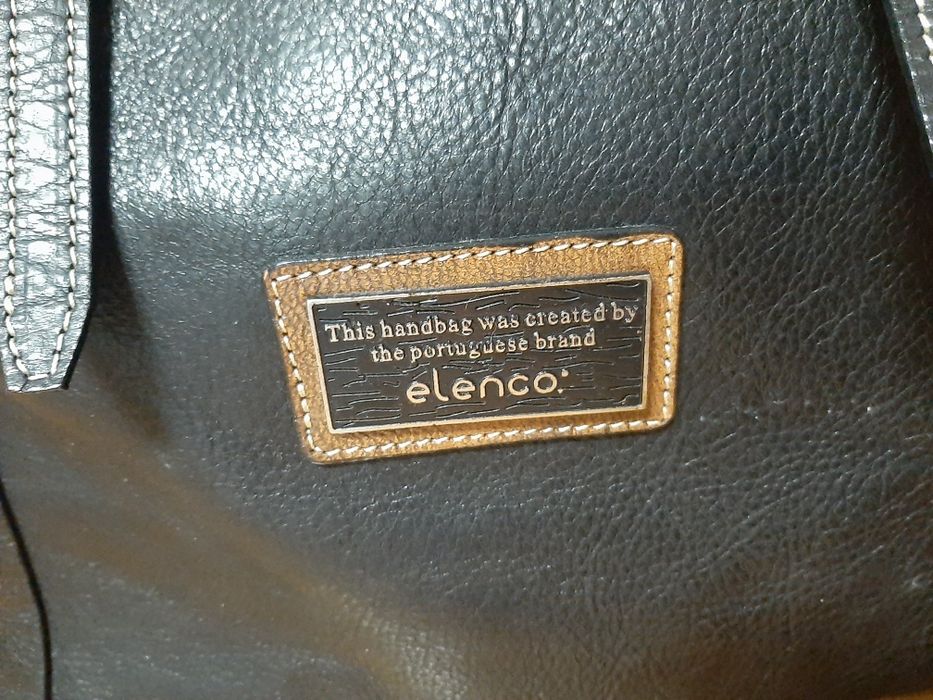 This handbag was created by
the portuguese brand
elenco